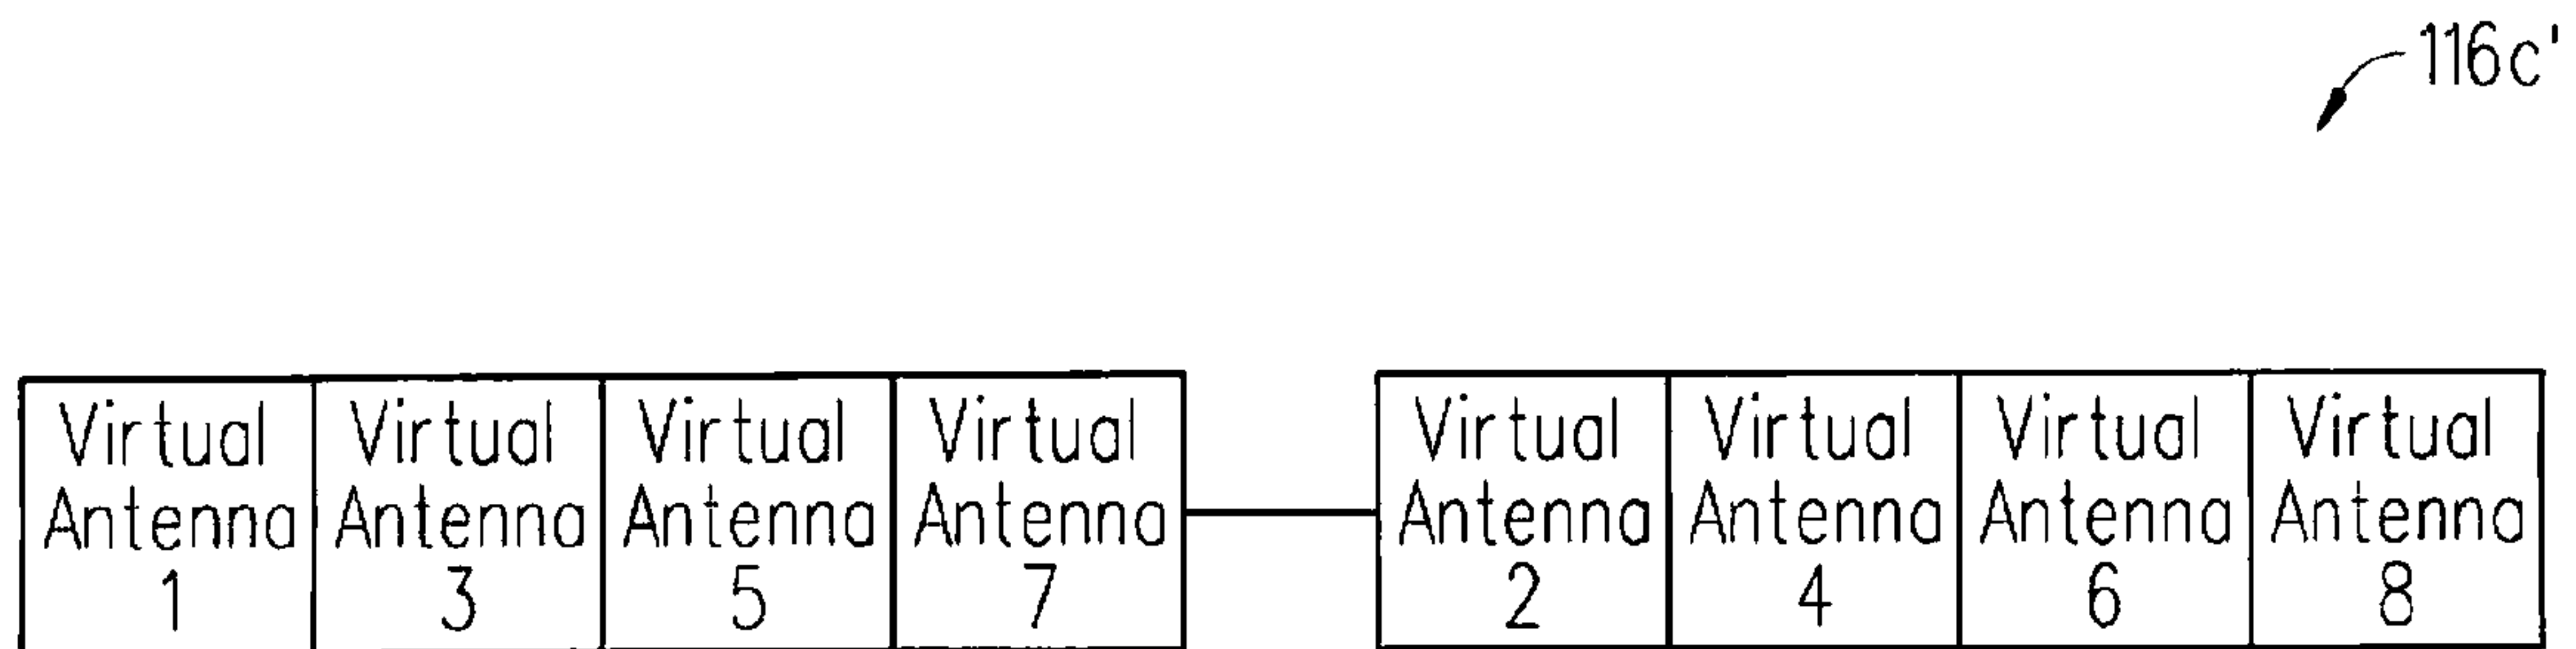 116c'
Virtual Antenna 1
Virtual Antenna 3
Virtual Antenna 5
Virtual Antenna 7
Virtual Antenna 2
Virtual Antenna 4
Virtual Antenna 6
Virtual Antenna 8